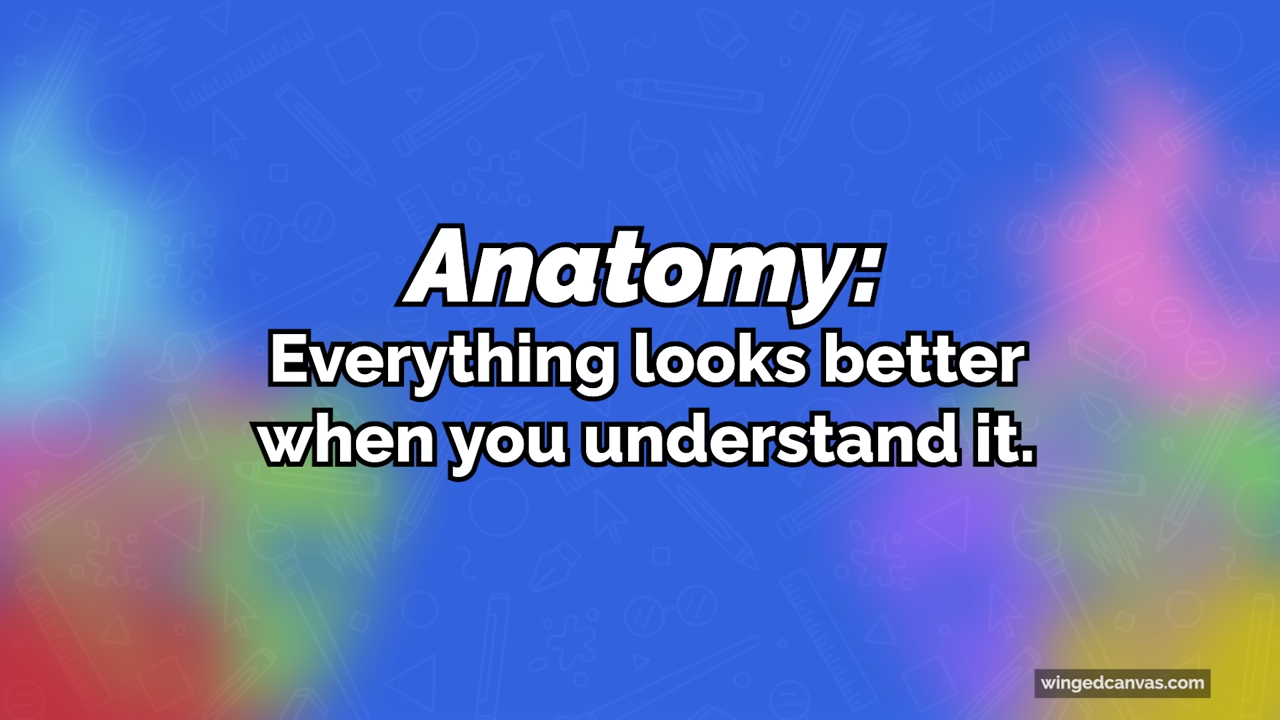 Anatomy:
Everything looks better
when you understand it.
wingedcanvas.com